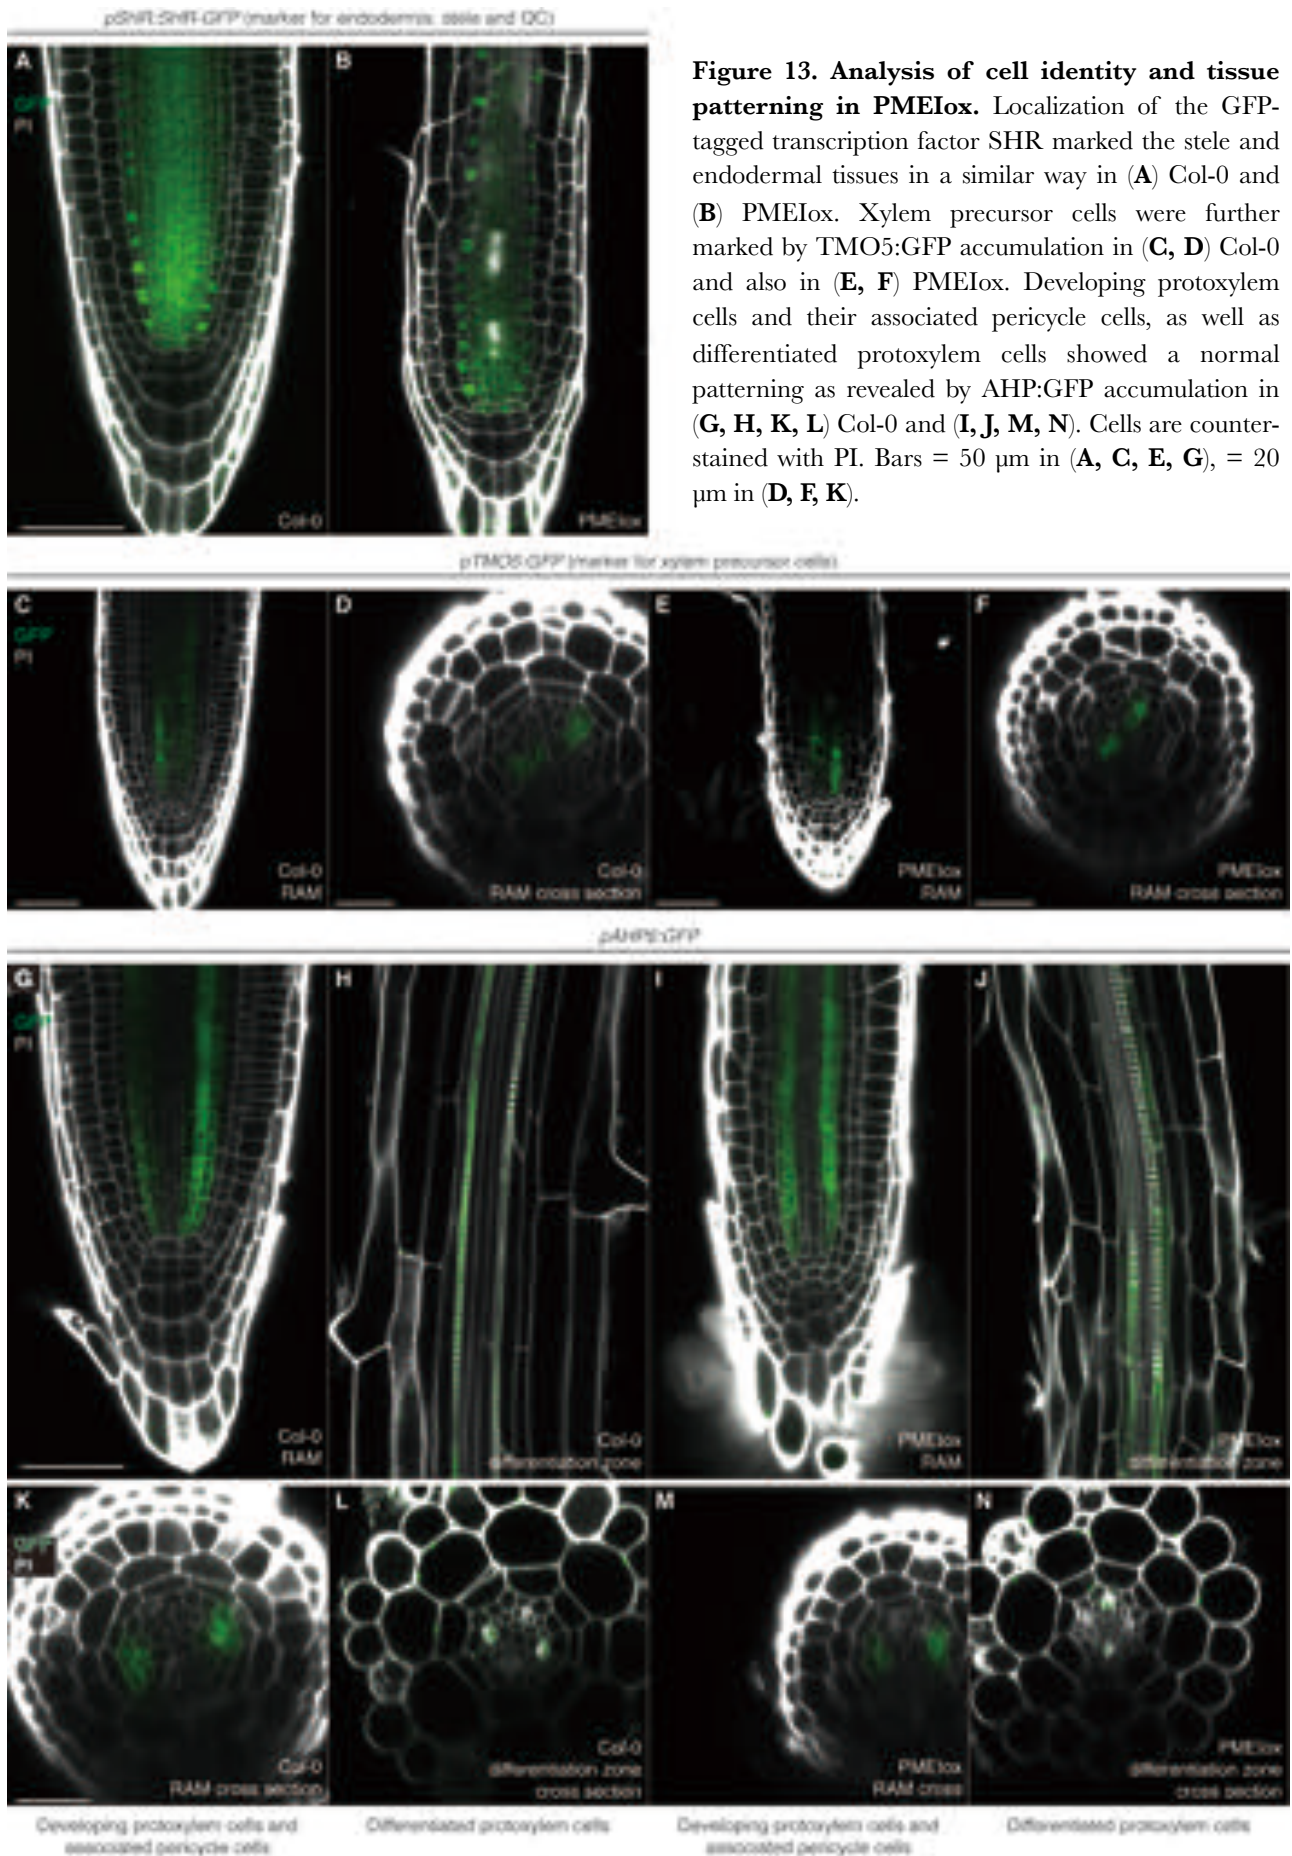 pSHR:SHR-GFP (marker for endodermis, stele and QC)
A
B
GFP
PI
Col-0
PMEIox
Figure 13. Analysis of cell identity and tissue
patterning in PMEIox. Localization of the GFP-
tagged transcription factor SHR marked the stele and
endodermal tissues in a similar way in (A) Col-0 and
(B) PMEIox. Xylem precursor cells were further
marked by TMO5:GFP accumulation in (C, D) Col-0
and also in (E, F) PMEIox. Developing protoxylem
cells and their associated pericycle cells, as well as
differentiated protoxylem cells showed a normal
patterning as revealed by AHP:GFP accumulation in
(G, H, K, L) Col-0 and (I, J, M, N). Cells are counter-
stained with PI. Bars = 50 µm in (A, C, E, G), = 20
µm in (D, F, K).
pTMO5:GFP (marker for xylem precursor cells)
C
D
E
F
GFP
PI
Col-0
RAM
Col-0
RAM cross section
PMEIox
RAM
PMEIox
RAM cross section
pAHP6:GFP
G
H
I
J
GFP
PI
Col-0
RAM
Col-0
differentiation zone
PMEIox
RAM
PMEIox
differentiation zone
K
L
M
N
GFP
PI
Col-0
RAM cross section
Col-0
differentiation zone
cross section
PMEIox
RAM cross
PMEIox
differentiation zone
cross section
Developing protoxylem cells and
associated pericycle cells
Differentiated protoxylem cells
Developing protoxylem cells and
associated pericycle cells
Differentiated protoxylem cells